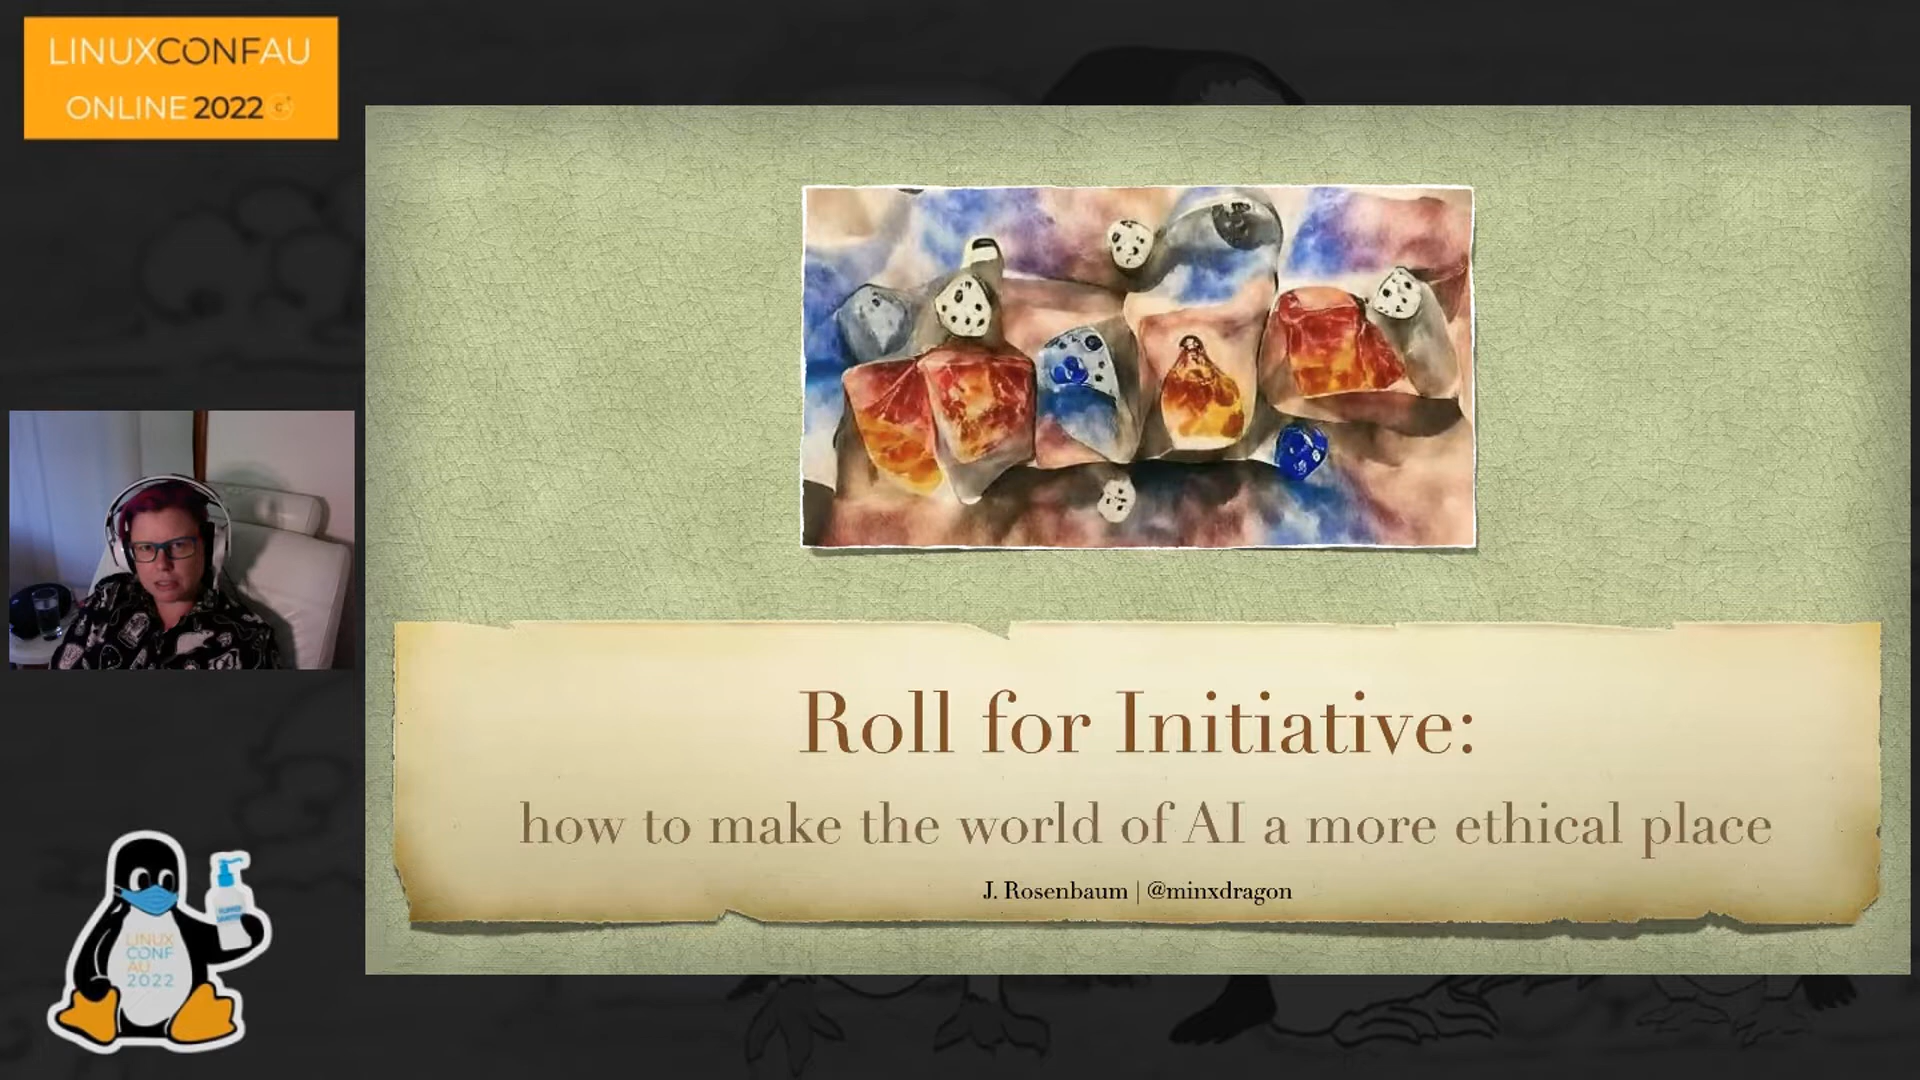 LINUXCONFAU
ONLINE 2022
Roll for Initiative:
how to make the world of AI a more ethical place
J. Rosenbaum | @minxdragon
LINUX
CONF
AU
2022